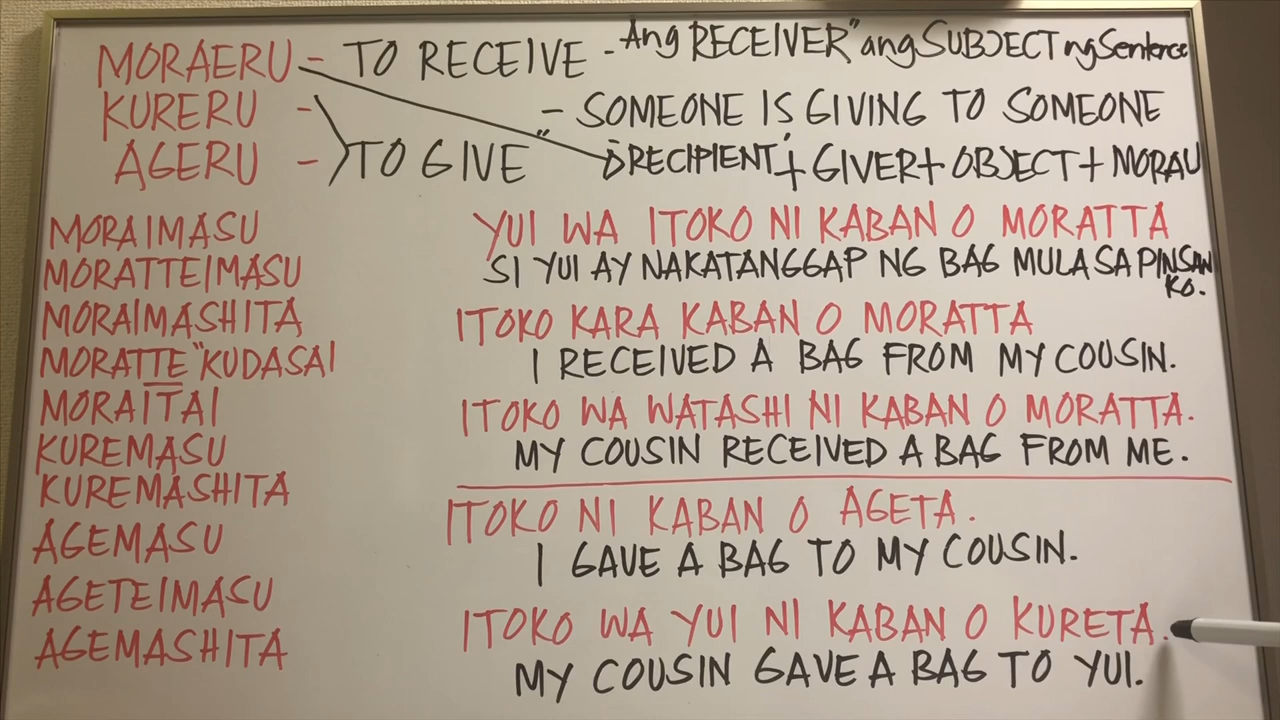 MORAERU - TO RECEIVE - Ang RECEIVER" ang SUBJECT ng Sentence
KURERU - - SOMEONE IS GIVING TO SOMEONE
AGERU - TO GIVE " RECIPIENT + GIVER + OBJECT + MORAU
MORAIMASU
MORATTEIMASU
MORAIMASHITA
MORATTE "KUDASAI
MORAITAI
KUREMASU
KUREMASHITA
AGEMASU
AGETEIMASU
AGEMASHITA
YUI WA ITOKO NI KABAN O MORATTA
SI YUI AY NAKATANGGAP NG BAG MULA SA PINSAN
KO.
ITOKO KARA KABAN O MORATTA
I RECEIVED A BAG FROM MY COUSIN.
ITOKO WA WATASHI NI KABAN O MORATTA.
MY COUSIN RECEIVED A BAG FROM ME.
ITOKO NI KABAN O AGETA.
I GAVE A BAG TO MY COUSIN.
ITOKO WA YUI NI KABAN O KURETA.
MY COUSIN GAVE A BAG TO YUI.